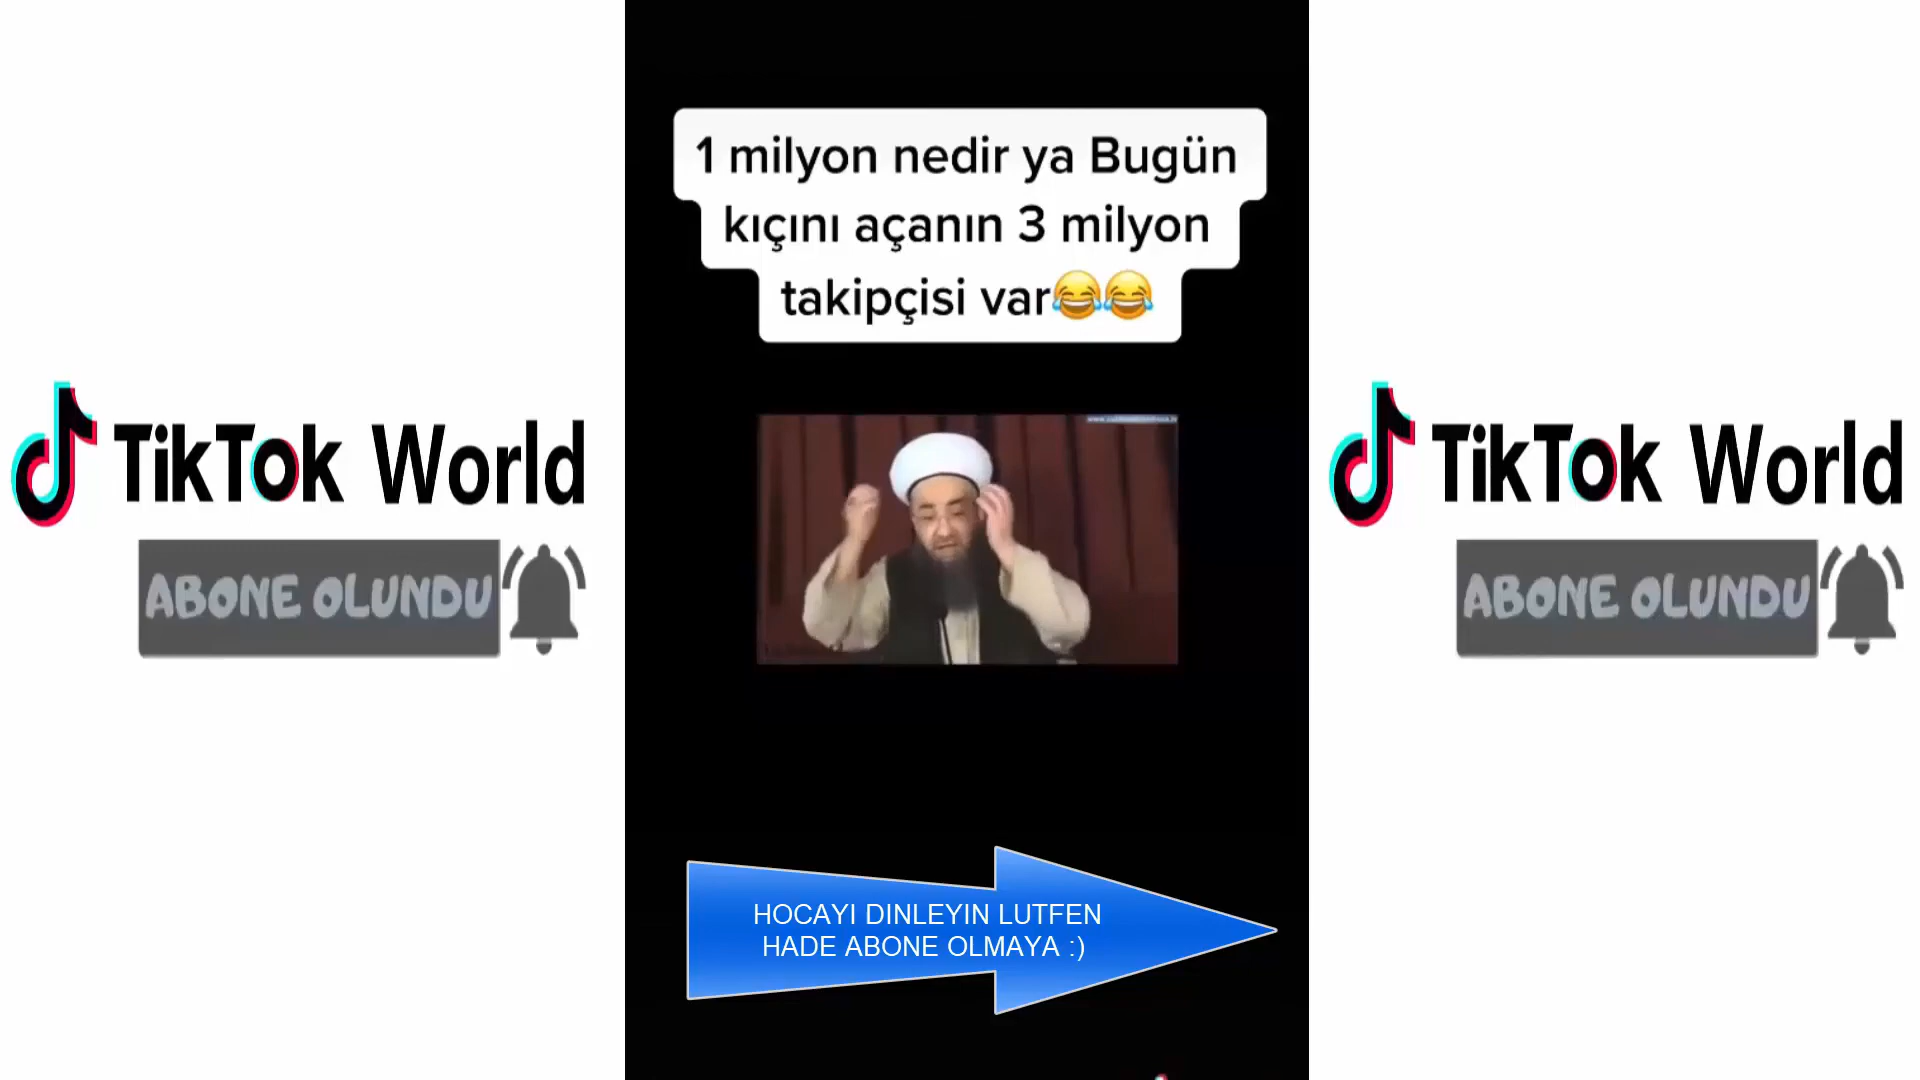 1 milyon nedir ya Bugün
kıçını açanın 3 milyon
takipçisi var😂😂
TikTok World
ABONE OLUNDU
TikTok World
ABONE OLUNDU
HOCAYI DINLEYIN LUTFEN
HADE ABONE OLMAYA :)